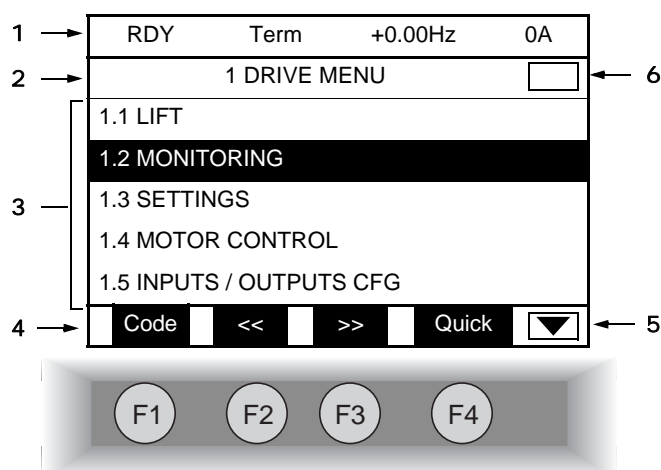 1 RDY Term +0.00Hz 0A
2 1 DRIVE MENU 6
1.1 LIFT
1.2 MONITORING
3 1.3 SETTINGS
1.4 MOTOR CONTROL
1.5 INPUTS / OUTPUTS CFG
4 Code << >> Quick 5
F1 F2 F3 F4